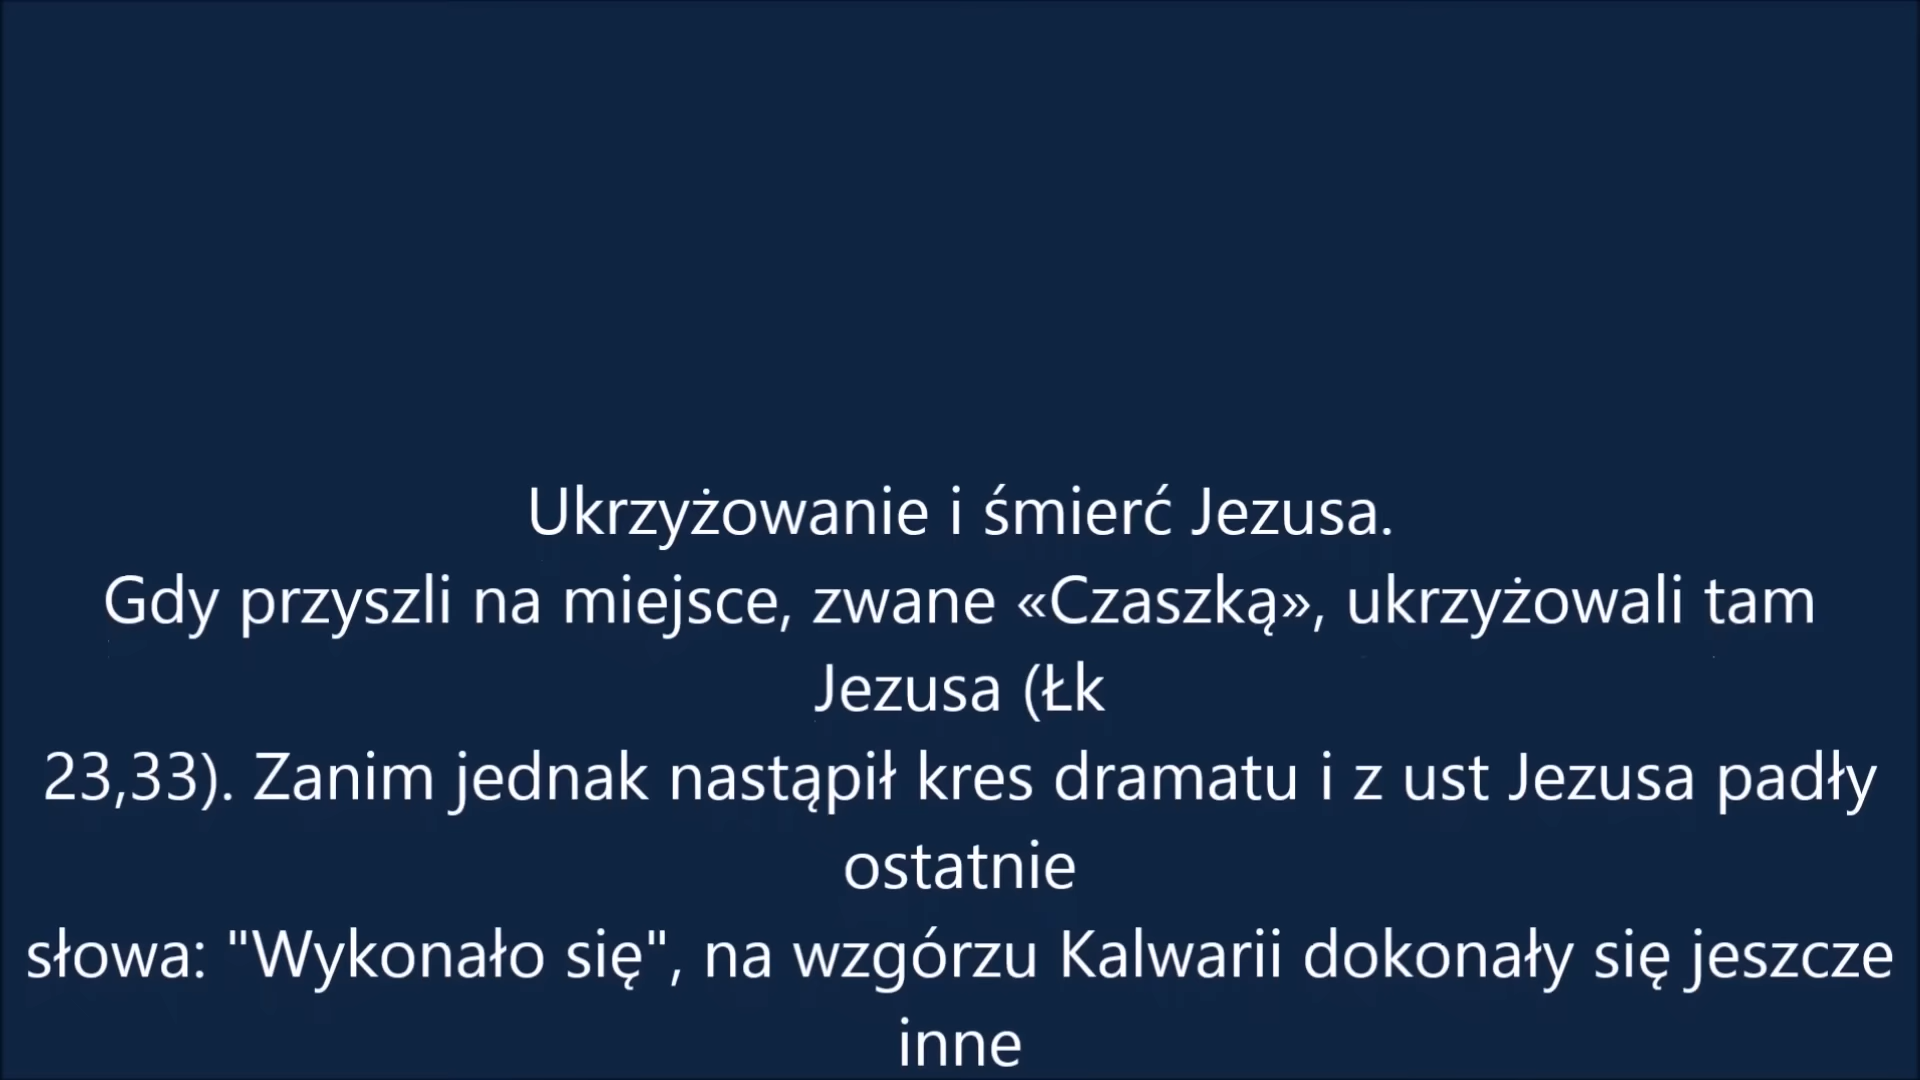 Ukrzyżowanie i śmierć Jezusa.
Gdy przyszli na miejsce, zwane «Czaszką», ukrzyżowali tam
Jezusa (Łk
23,33). Zanim jednak nastąpił kres dramatu i z ust Jezusa padły
ostatnie
słowa: "Wykonało się", na wzgórzu Kalwarii dokonały się jeszcze
inne